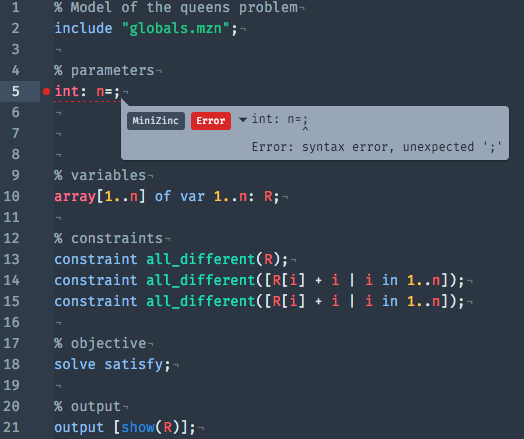 1 % Model of the queens problem¬
2 include "globals.mzn";¬
3 ¬
4 % parameters¬
5 int: n=;
6 ¬
7 ¬
8 ¬
MiniZinc Error int: n=;
^
Error: syntax error, unexpected ';'
9 % variables¬
10 array[1..n] of var 1..n: R;¬
11 ¬
12 % constraints¬
13 constraint all_different(R);¬
14 constraint all_different([R[i] + i | i in 1..n]);¬
15 constraint all_different([R[i] + i | i in 1..n]);¬
16 ¬
17 % objective¬
18 solve satisfy;¬
19 ¬
20 % output¬
21 output [show(R)];¬